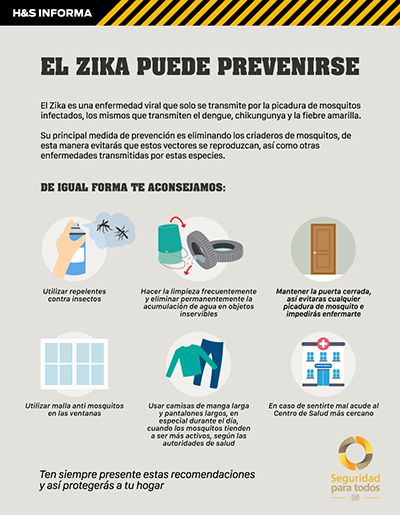 H&S INFORMA
EL ZIKA PUEDE PREVENIRSE
El Zika es una enfermedad viral que solo se transmite por la picadura de mosquitos
infectados, los mismos que transmiten el dengue, chikungunya y la fiebre amarilla.
Su principal medida de prevención es eliminando los criaderos de mosquitos, de
esta manera evitarás que estos vectores se reproduzcan, así como otras
enfermedades transmitidas por estas especies.
DE IGUAL FORMA TE ACONSEJAMOS:
Utilizar repelentes
contra insectos
Hacer la limpieza frecuentemente
y eliminar permanentemente la
acumulación de agua en objetos
inservibles
Mantener la puerta cerrada,
así evitaras cualquier
picadura de mosquito e
impedirás enfermarte
Utilizar malla anti mosquitos
en las ventanas
Usar camisas de manga larga
y pantalones largos, en
especial durante el día,
cuando los mosquitos tienden
a ser más activos, según las
autoridades de salud
En caso de sentirte mal acude al
Centro de Salud más cercano
Ten siempre presente estas recomendaciones
y así protegerás a tu hogar
Seguridad
para todos